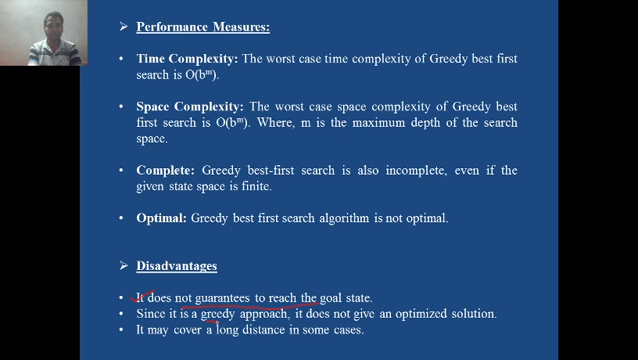 ➢ Performance Measures:
• Time Complexity: The worst case time complexity of Greedy best first
search is O(bᵐ).
• Space Complexity: The worst case space complexity of Greedy best
first search is O(bᵐ). Where, m is the maximum depth of the search
space.
• Complete: Greedy best-first search is also incomplete, even if the
given state space is finite.
• Optimal: Greedy best first search algorithm is not optimal.
➢ Disadvantages
• It does not guarantees to reach the goal state.
• Since it is a greedy approach, it does not give an optimized solution.
• It may cover a long distance in some cases.